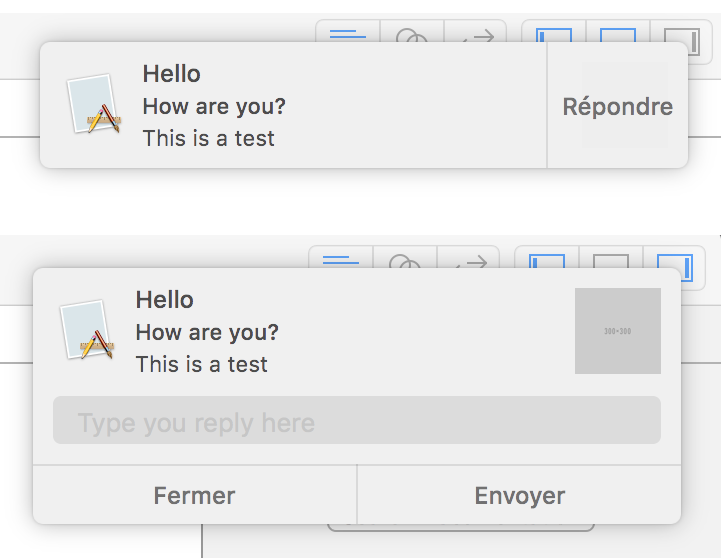 Hello
How are you?
This is a test
Répondre
Hello
How are you?
This is a test
300×300
Type you reply here
Fermer
Envoyer